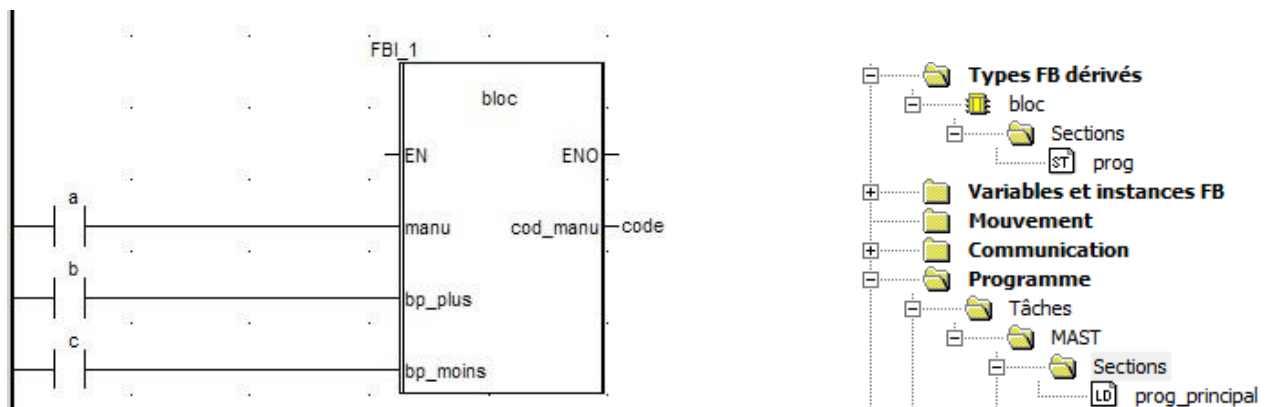 FBI_1
bloc
EN ENO
a
manu cod_manu code
b
bp_plus
c
bp_moins
Types FB dérivés
bloc
Sections
ST prog
Variables et instances FB
Mouvement
Communication
Programme
Tâches
MAST
Sections
LD prog_principal